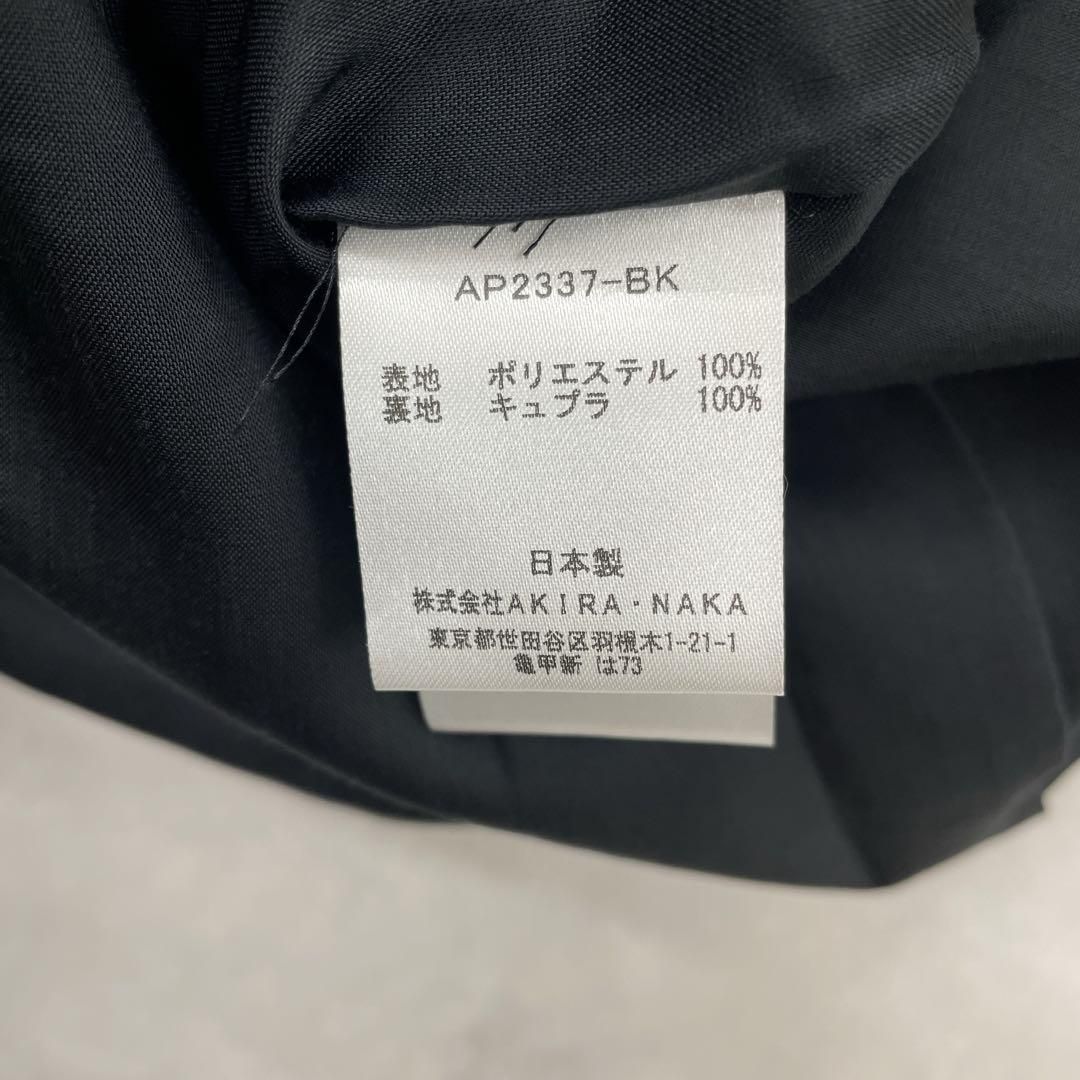 AP2337-BK
表地 ポリエステル 100%
裏地 キュプラ 100%
日本製
株式会社AKIRA・NAKA
東京都世田谷区羽根木1-21-1
亀甲新 は73